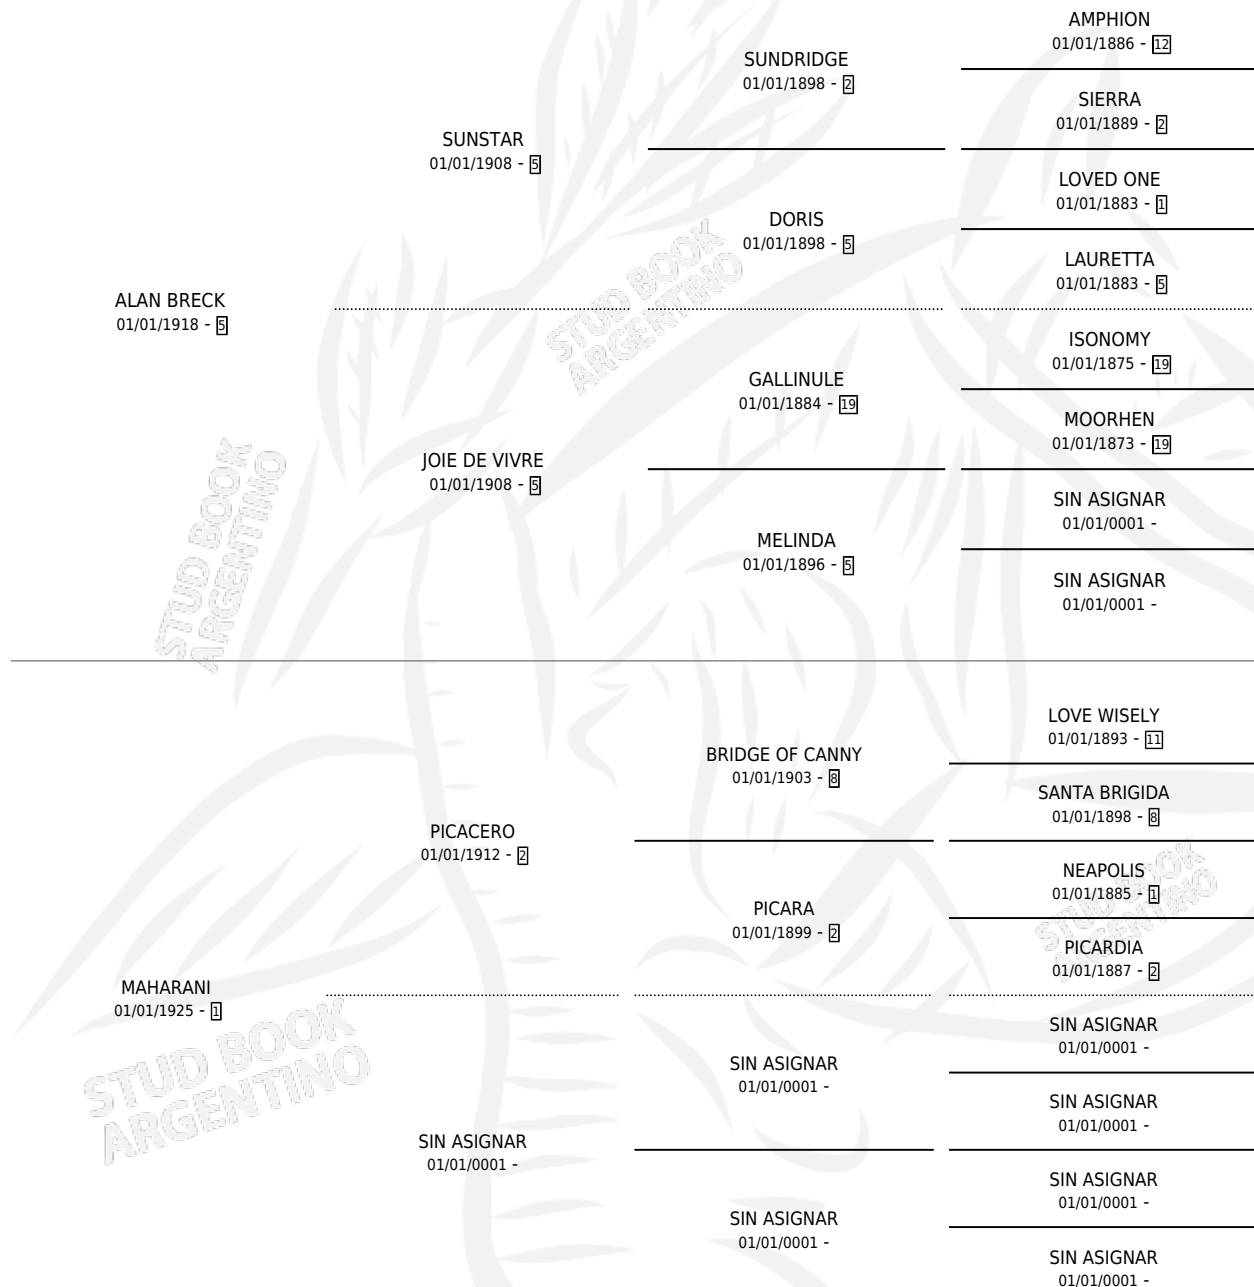 AMPHION
01/01/1886 - 12
SUNDRIDGE
01/01/1898 - 2
SIERRA
01/01/1889 - 2
SUNSTAR
01/01/1908 - 5
LOVED ONE
01/01/1883 - 1
DORIS
01/01/1898 - 5
LAURETTA
01/01/1883 - 5
ALAN BRECK
01/01/1918 - 5
ISONOMY
01/01/1875 - 19
GALLINULE
01/01/1884 - 19
MOORHEN
01/01/1873 - 19
JOIE DE VIVRE
01/01/1908 - 5
SIN ASIGNAR
01/01/0001 -
MELINDA
01/01/1896 - 5
SIN ASIGNAR
01/01/0001 -
LOVE WISELY
01/01/1893 - 11
BRIDGE OF CANNY
01/01/1903 - 8
SANTA BRIGIDA
01/01/1898 - 8
PICACERO
01/01/1912 - 2
NEAPOLIS
01/01/1885 - 1
PICARA
01/01/1899 - 2
PICARDIA
01/01/1887 - 2
MAHARANI
01/01/1925 - 1
SIN ASIGNAR
01/01/0001 -
SIN ASIGNAR
01/01/0001 -
SIN ASIGNAR
01/01/0001 -
SIN ASIGNAR
01/01/0001 -
SIN ASIGNAR
01/01/0001 -
SIN ASIGNAR
01/01/0001 -
SIN ASIGNAR
01/01/0001 -
STUD BOOK
ARGENTINO
STUD BOOK
ARGENTINO
STUD BOOK
ARGENTINO
STUD BOOK
ARGENTINO